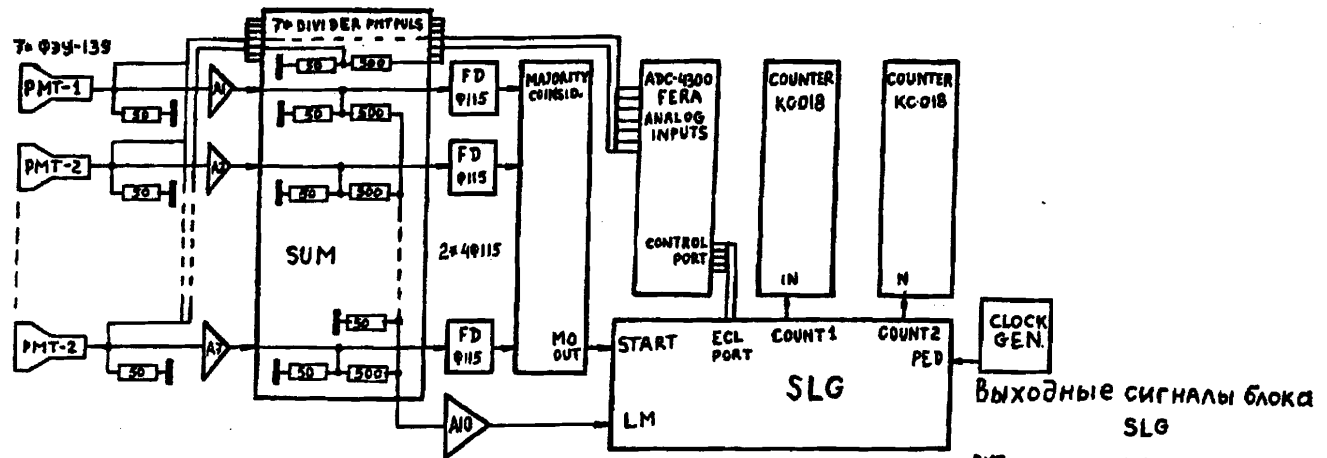 7* DIVIDER PMT PULS
7* ФЭУ-139
PMT-1
50
A1
50
500
50
500
FD
Ф115
MAJORITY
COINSID.
ADC-4300
FERA
ANALOG
INPUTS
COUNTER
KC018
COUNTER
KC018
PMT-2
50
A2
50
500
FD
Ф115
SUM
2*4Ф115
CONTROL
PORT
IN
N
50
PMT-2
50
A7
50
500
FD
Ф115
MO
OUT
START
ECL
PORT
COUNT1
COUNT2
PED
CLOCK
GEN.
SLG
LM
A10
Выходные сигналы блока
SLG